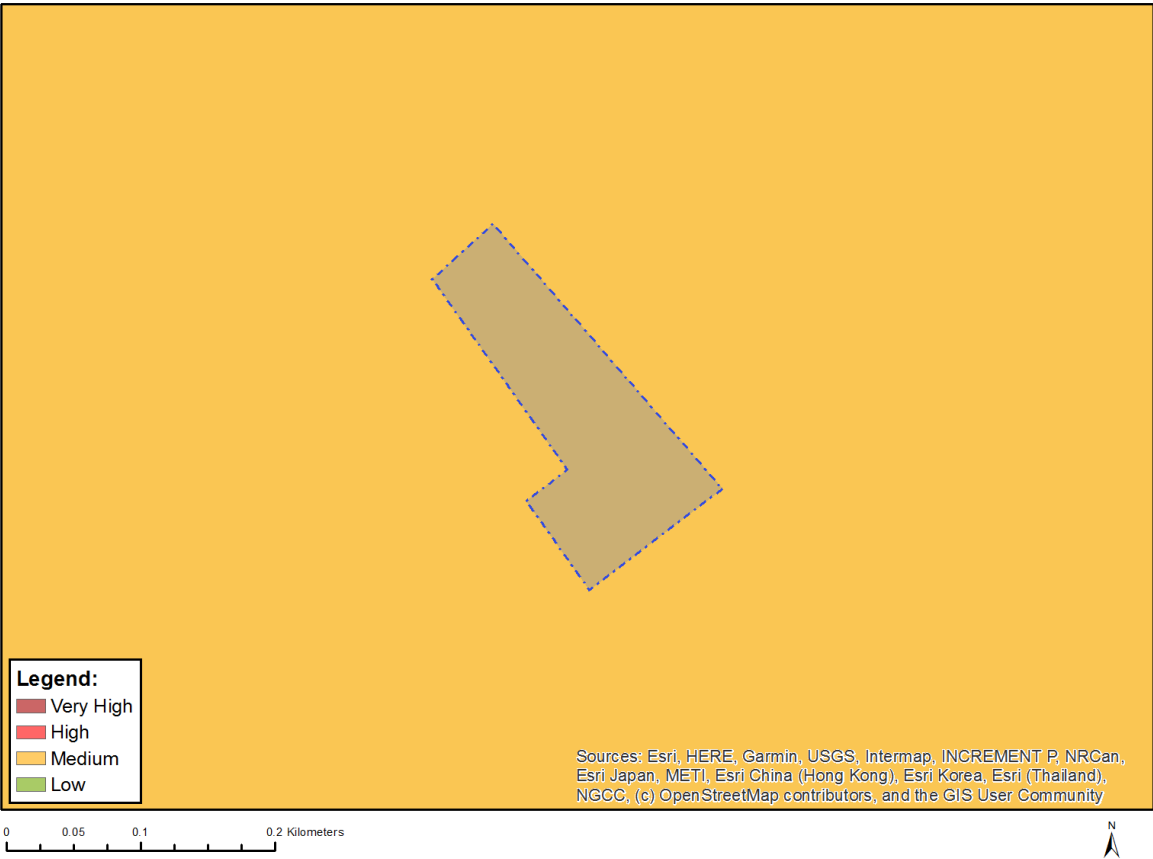 Legend:
Very High
High
Medium
Low
Sources: Esri, HERE, Garmin, USGS, Intermap, INCREMENT P, NRCan,
Esri Japan, METI, Esri China (Hong Kong), Esri Korea, Esri (Thailand),
NGCC, (c) OpenStreetMap contributors, and the GIS User Community
0 0.05 0.1 0.2 Kilometers
N